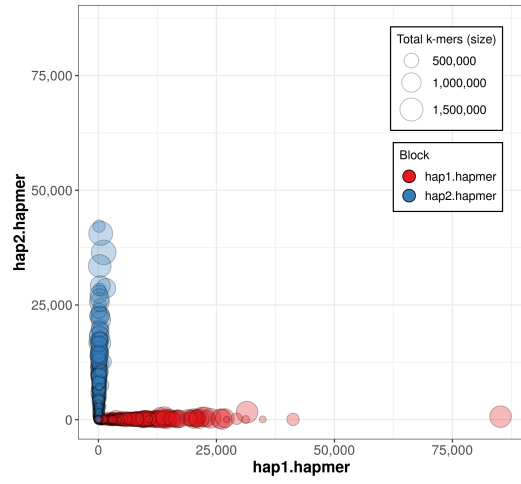 75,000
50,000
25,000
0
hap2.hapmer
0
25,000
50,000
75,000
hap1.hapmer
Total k-mers (size)
500,000
1,000,000
1,500,000
Block
hap1.hapmer
hap2.hapmer